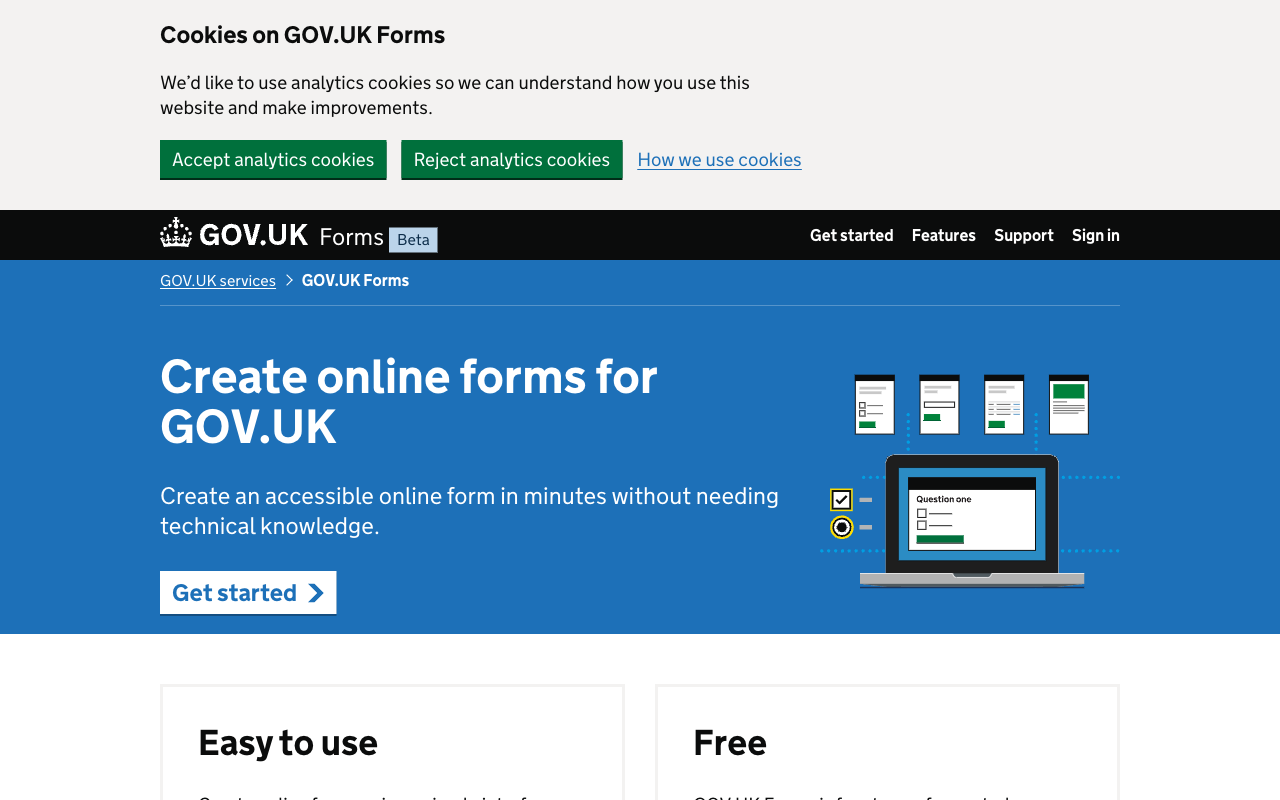 Cookies on GOV.UK Forms
We’d like to use analytics cookies so we can understand how you use this
website and make improvements.
Accept analytics cookies
Reject analytics cookies
How we use cookies
GOV.UK Forms Beta
Get started
Features
Support
Sign in
GOV.UK services
GOV.UK Forms
Create online forms for
GOV.UK
Create an accessible online form in minutes without needing
technical knowledge.
Get started
Question one
Easy to use
Free